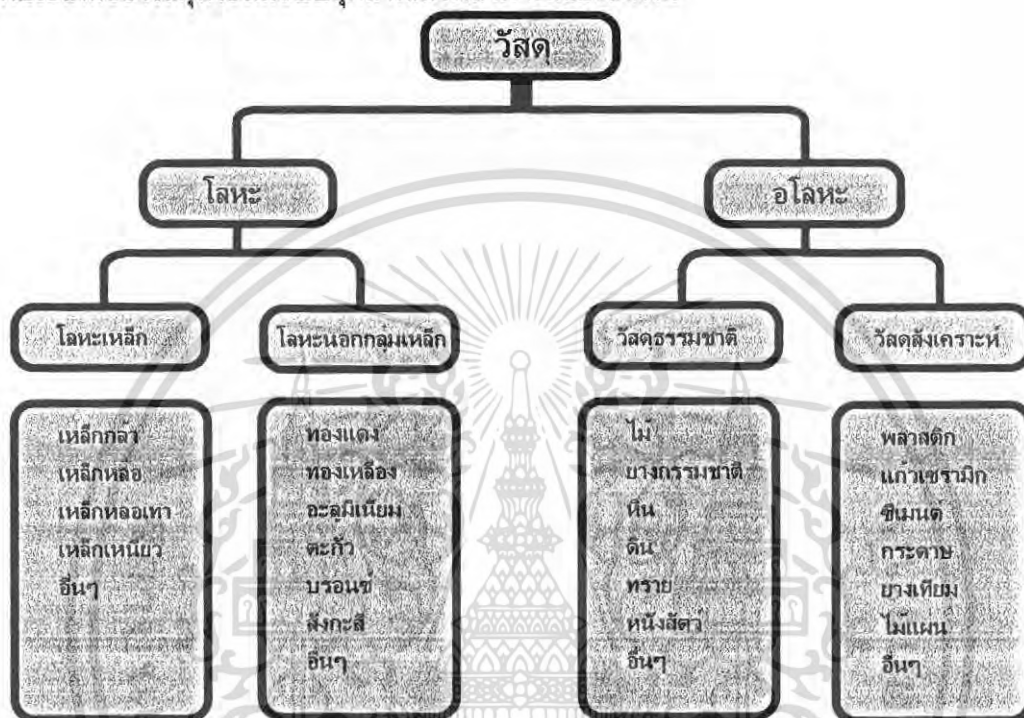 วัสดุ
โลหะ
อโลหะ
โลหะเหล็ก
โลหะนอกกลุ่มเหล็ก
วัสดุธรรมชาติ
วัสดุสังเคราะห์
เหล็กกล้า
เหล็กหล่อ
เหล็กหล่อเทา
เหล็กเหนียว
อื่นๆ
ทองแดง
ทองเหลือง
อะลูมิเนียม
ตะกั่ว
บรอนซ์
สังกะสี
อื่นๆ
ไม้
ยางธรรมชาติ
หิน
ดิน
ทราย
หนังสัตว์
อื่นๆ
พลาสติก
แก้วเซรามิก
ซีเมนต์
กระดาษ
ยางเทียม
ไม้แผ่น
อื่นๆ